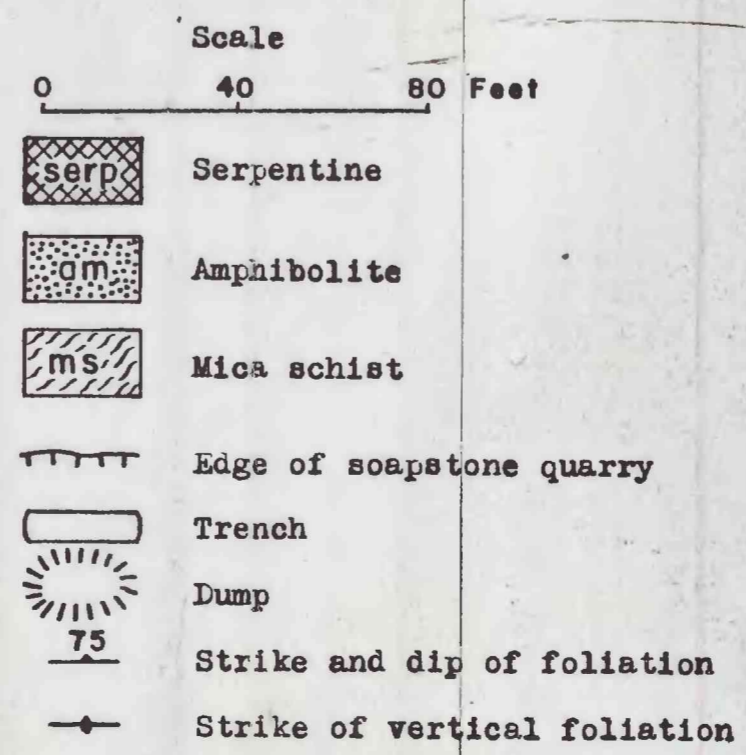 Scale
0 40 80 Feet
serp Serpentine
am Amphibolite
ms Mica schist
Edge of soapstone quarry
Trench
Dump
75
Strike and dip of foliation
Strike of vertical foliation